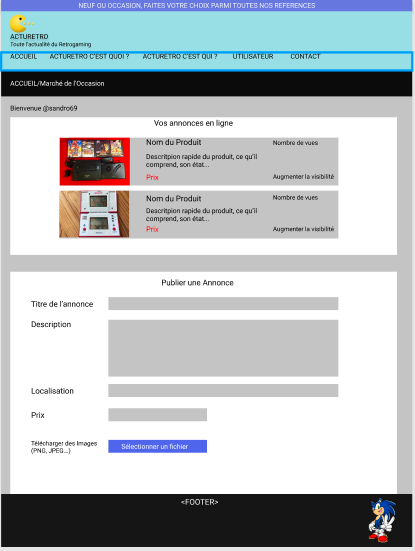 NEUF OU OCCASION, FAITES VOTRE CHOIX PARMI TOUTES NOS REFERENCES
ACTURETRO
Toute l'actualité du Retrogaming
ACCUEIL ACTURETRO C'EST QUOI ? ACTURETRO C'EST QUI ? UTILISATEUR CONTACT
ACCUEIL/Marché de l'Occasion
Bienvenue @sandro69
Vos annonces en ligne
Nom du Produit
Nombre de vues
Descritpion rapide du produit, ce qu'il
comprend, son état...
Prix
Augmenter la visibilité
Nom du Produit
Nombre de vues
Descritpion rapide du produit, ce qu'il
comprend, son état...
Prix
Augmenter la visibilité
Publier une Annonce
Titre de l'annonce
Description
Localisation
Prix
Télécharger des Images
(PNG, JPEG...)
Sélectionner un fichier
<FOOTER>